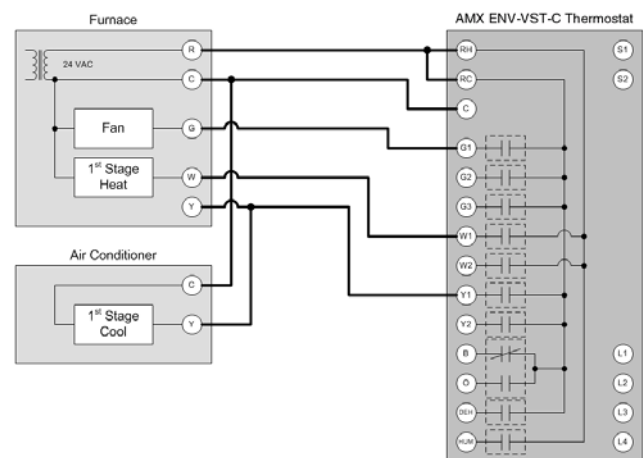 Furnace
24 VAC
R
C
Fan
G
1st Stage
Heat
W
Y
Air Conditioner
C
1st Stage
Cool
Y
AMX ENV-VST-C Thermostat
RH
S1
RC
S2
C
G1
G2
G3
W1
W2
Y1
Y2
B
L1
O
L2
DEH
L3
HUM
L4